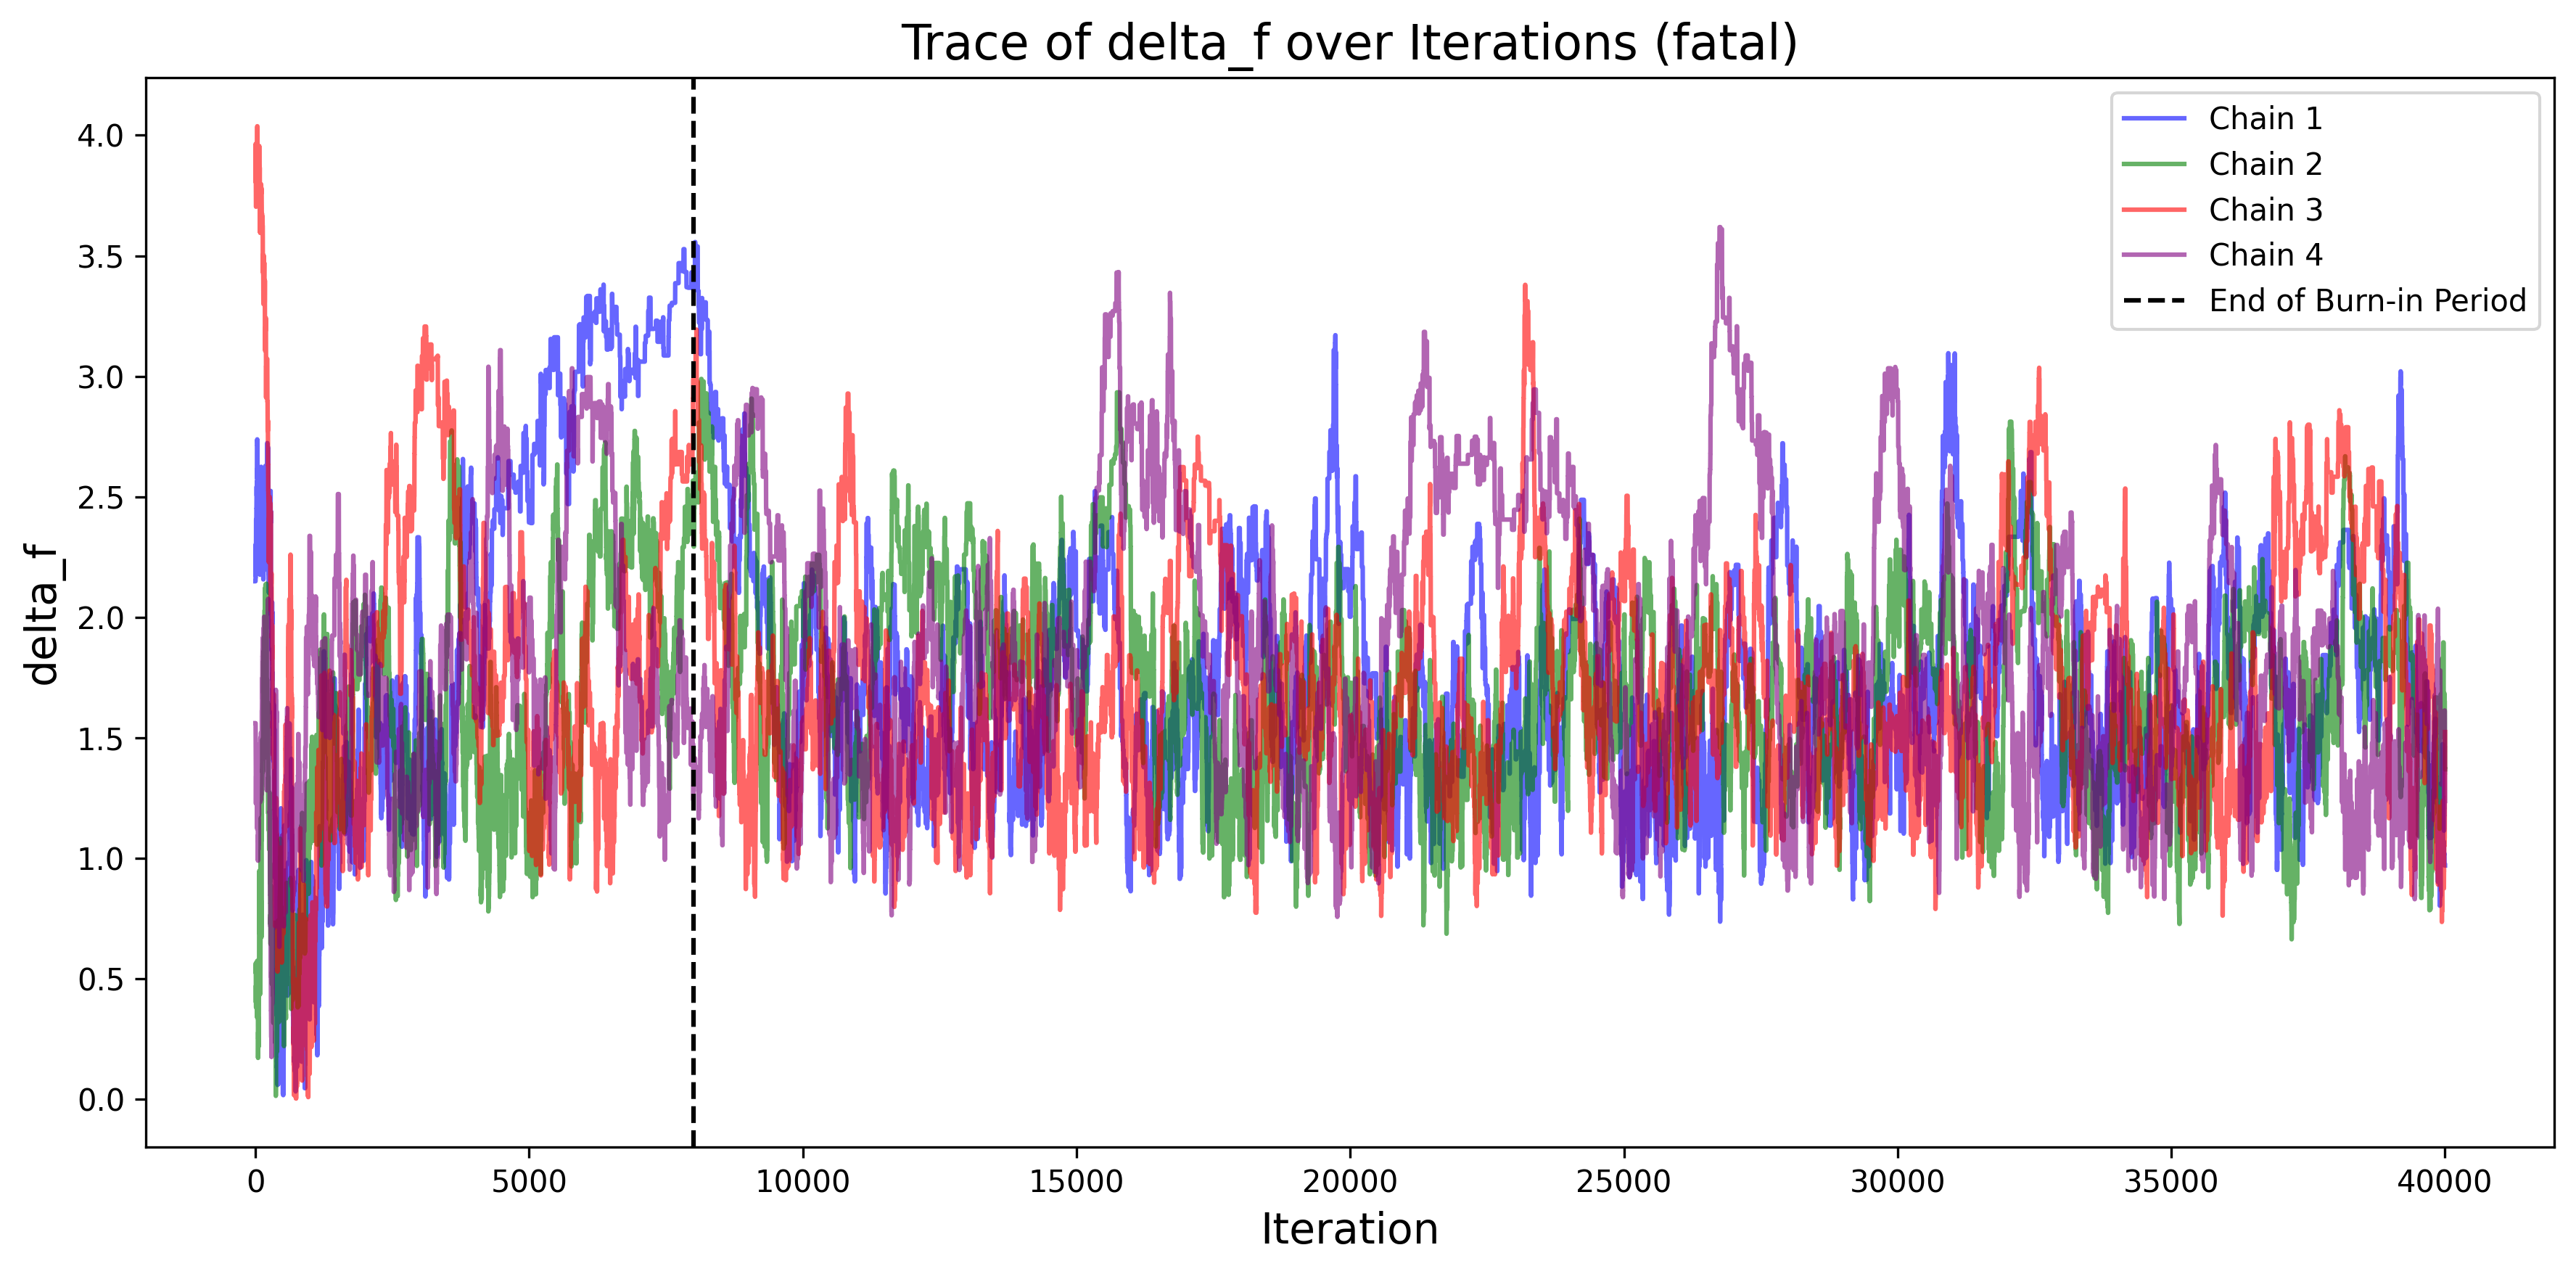 Trace of delta_f over Iterations (fatal)
Chain 1
Chain 2
Chain 3
Chain 4
End of Burn-in Period
delta_f
4.0
3.5
3.0
2.5
2.0
1.5
1.0
0.5
0.0
0 5000 10000 15000 20000 25000 30000 35000 40000
Iteration